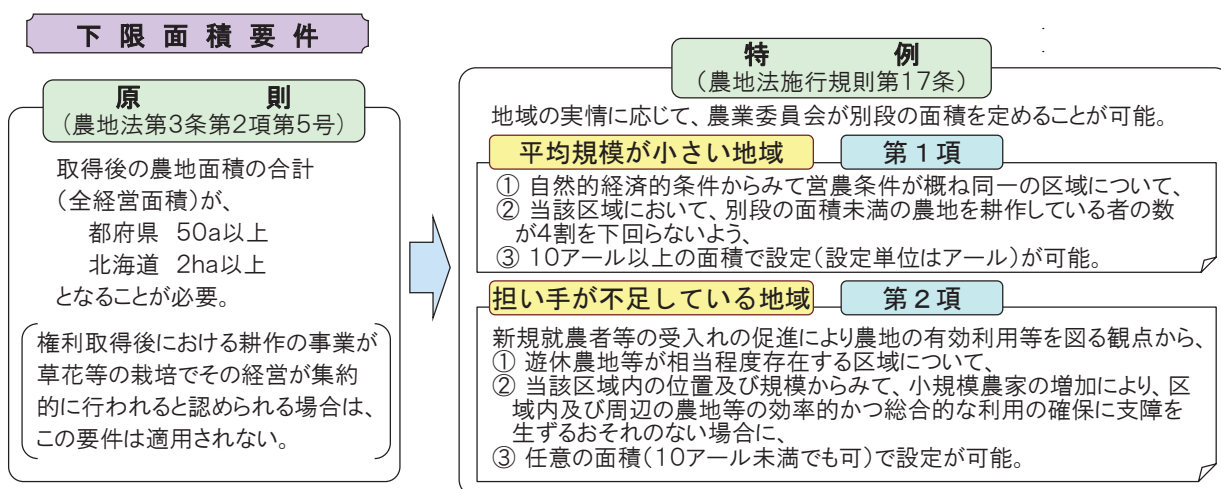 下限面積要件
原則
（農地法第3条第2項第5号）
取得後の農地面積の合計
（全経営面積）が、
都府県 50a以上
北海道 2ha以上
となることが必要。
権利取得後における耕作の事業が
草花等の栽培でその経営が集約
的に行われると認められる場合は、
この要件は適用されない。
特例
（農地法施行規則第17条）
地域の実情に応じて、農業委員会が別段の面積を定めることが可能。
平均規模が小さい地域 第1項
① 自然的経済的条件からみて営農条件が概ね同一の区域について、
② 当該区域において、別段の面積未満の農地を耕作している者の数
が4割を下回らないよう、
③ 10アール以上の面積で設定（設定単位はアール）が可能。
担い手が不足している地域 第2項
新規就農者等の受入れの促進により農地の有効利用等を図る観点から、
① 遊休農地等が相当程度存在する区域について、
② 当該区域内の位置及び規模からみて、小規模農家の増加により、区
域内及び周辺の農地等の効率的かつ総合的な利用の確保に支障を
生ずるおそれのない場合に、
③ 任意の面積（10アール未満でも可）で設定が可能。